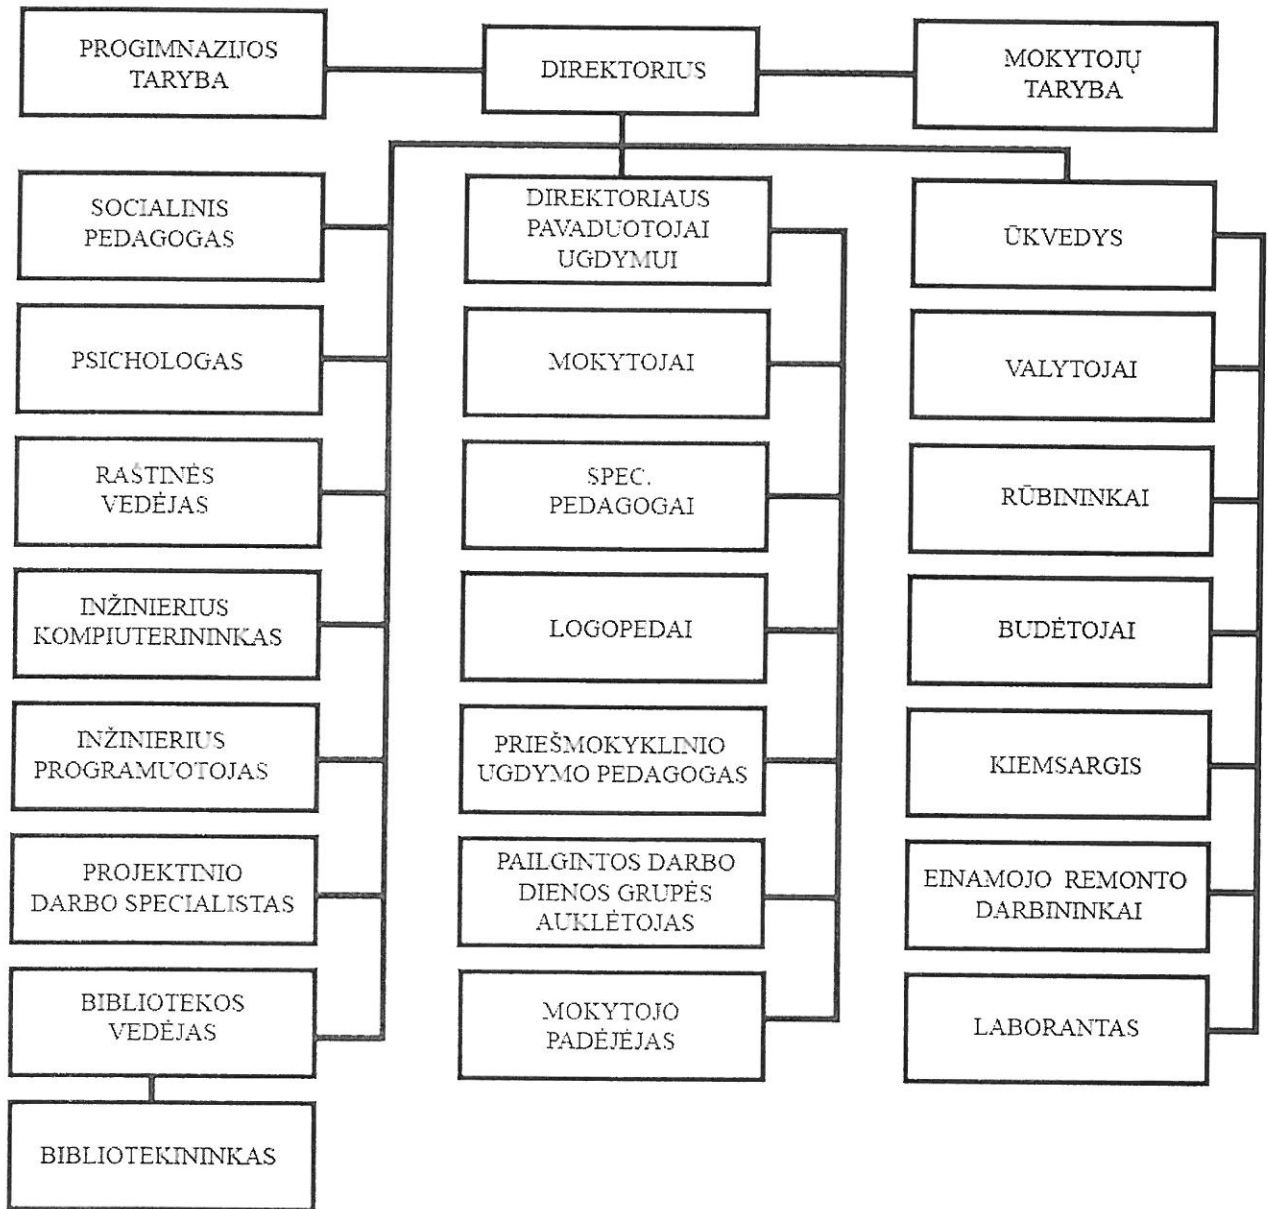 PROGIMNAZIJOS
TARYBA
DIREKTORIUS
MOKYTOJŲ
TARYBA
SOCIALINIS
PEDAGOGAS
PSICHOLOGAS
RAŠTINĖS
VEDĖJAS
INŽINIERIUS
KOMPIUTERININKAS
INŽINIERIUS
PROGRAMUOTOJAS
PROJEKTINIO
DARBO SPECIALISTAS
BIBLIOTEKOS
VEDĖJAS
BIBLIOTEKININKAS
DIREKTORIAUS
PAVADUOTOJAI
UGDYMUI
MOKYTOJAI
SPEC.
PEDAGOGAI
LOGOPEDAI
PRIEŠMOKYKLINIO
UGDYMO PEDAGOGAS
PAILGINTOS DARBO
DIENOS GRUPĖS
AUKLĖTOJAS
MOKYTOJO
PADĖJĖJAS
ŪKVEDYS
VALYTOJAI
RŪBININKAI
BUDĖTOJAI
KIEMSARGIS
EINAMOJO REMONTO
DARBININKAI
LABORANTAS